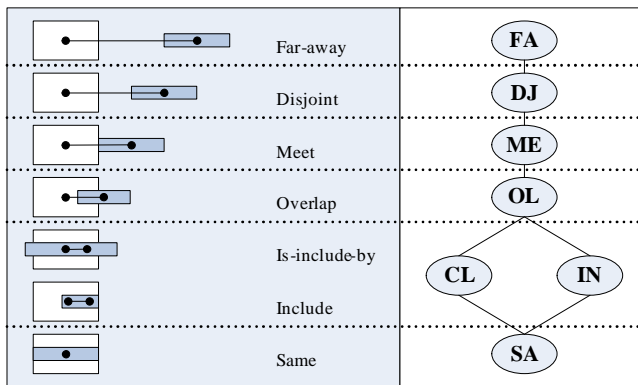 Far-away
FA
Disjoint
DJ
Meet
ME
Overlap
OL
Is-include-by
CL
IN
Include
Same
SA